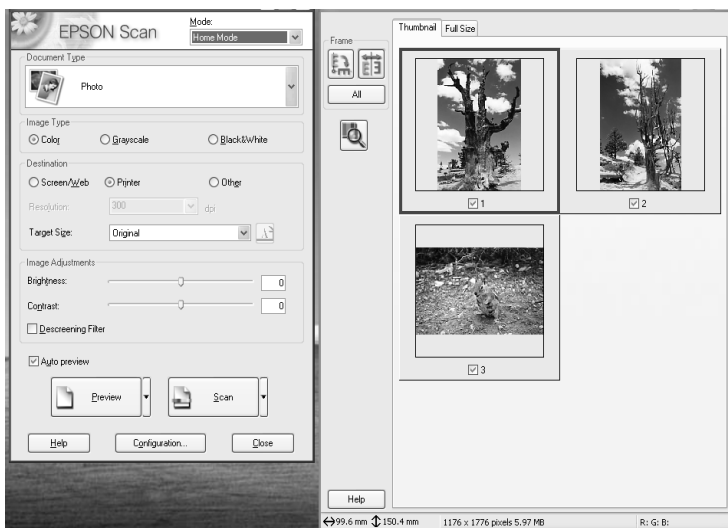 EPSON Scan
Mode:
Home Mode
Document Type
Photo
Image Type
Color Grayscale Black&White
Destination
Screen/Web Printer Other
Resolution: 300 dpi
Target Size: Original
Image Adjustments
Brightness: 0
Contrast: 0
Descreening Filter
Auto preview
Preview Scan
Help Configuration... Close
Frame
All
Help
Thumbnail Full Size
1 2
3
99.6 mm 150.4 mm 1176 x 1776 pixels 5.97 MB R: G: B: